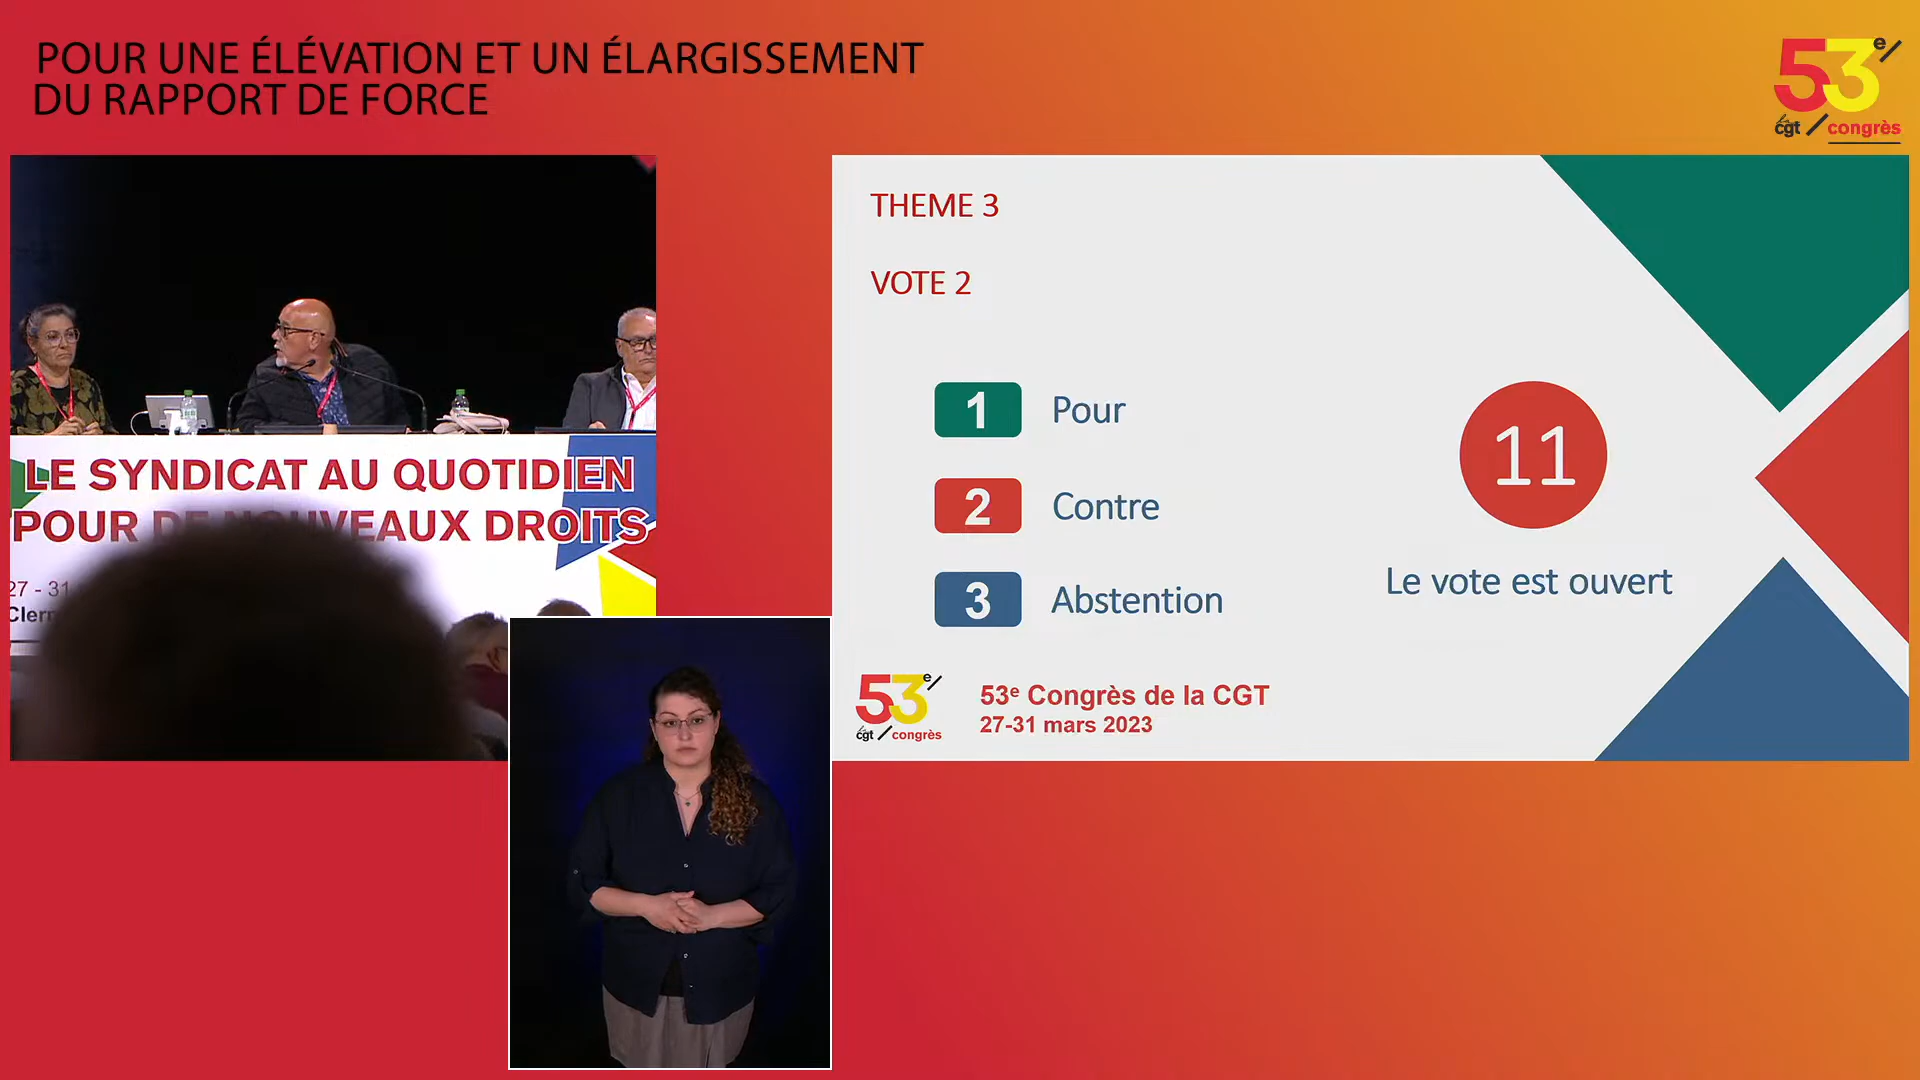 POUR UNE ÉLÉVATION ET UN ÉLARGISSEMENT
DU RAPPORT DE FORCE
53e
la cgt congrès
LE SYNDICAT AU QUOTIDIEN
POUR DE NOUVEAUX DROITS
27 - 31
THEME 3
VOTE 2
1 Pour
2 Contre
3 Abstention
11
Le vote est ouvert
53e
la cgt congrès
53e Congrès de la CGT
27-31 mars 2023